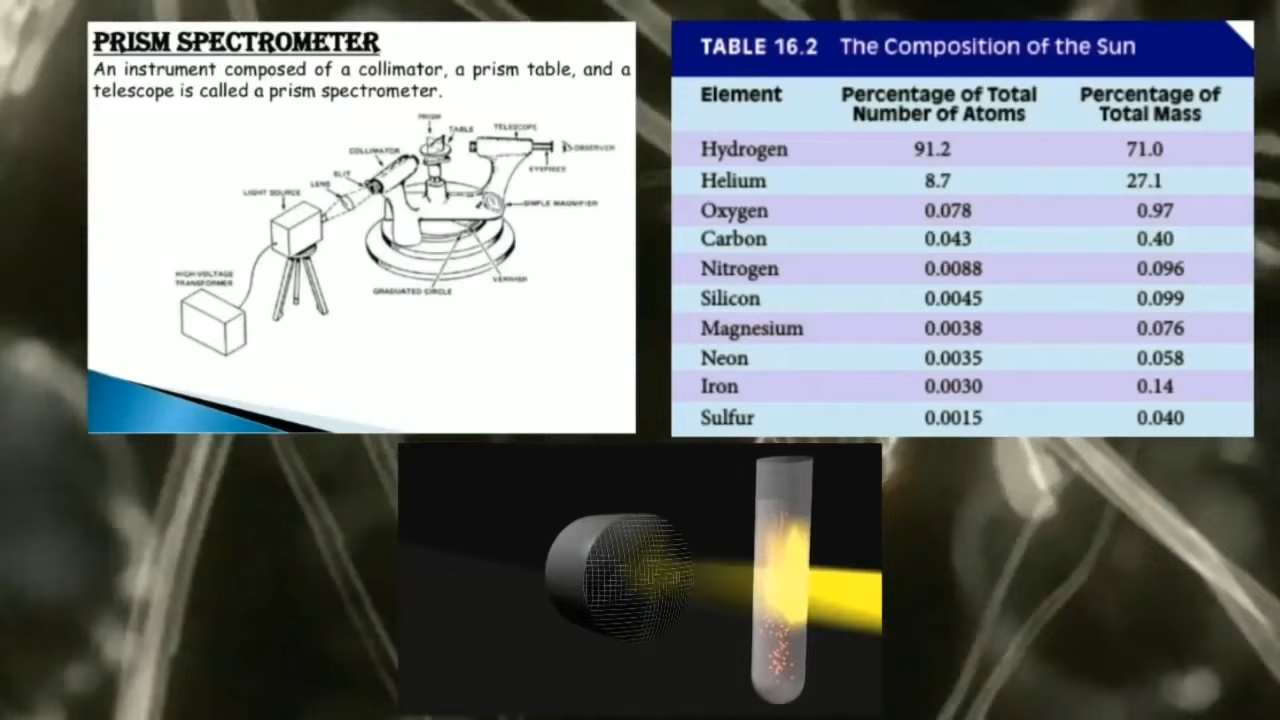 PRISM SPECTROMETER
An instrument composed of a collimator, a prism table, and a
telescope is called a prism spectrometer.
PRISM
TABLE
TELESCOPE
OBSERVER
EYEPIECE
COLLIMATOR
SLIT
LENS
LIGHT SOURCE
SIMPLE MAGNIFIER
HIGH-VOLTAGE
TRANSFORMER
VERNIER
GRADUATED CIRCLE
TABLE 16.2 The Composition of the Sun
Element Percentage of Total Number of Atoms Percentage of Total Mass
Hydrogen 91.2 71.0
Helium 8.7 27.1
Oxygen 0.078 0.97
Carbon 0.043 0.40
Nitrogen 0.0088 0.096
Silicon 0.0045 0.099
Magnesium 0.0038 0.076
Neon 0.0035 0.058
Iron 0.0030 0.14
Sulfur 0.0015 0.040